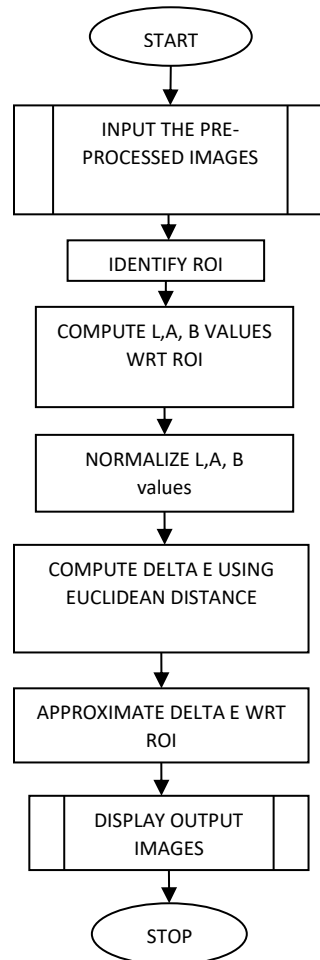 START
INPUT THE PRE-
PROCESSED IMAGES
IDENTIFY ROI
COMPUTE L,A, B VALUES
WRT ROI
NORMALIZE L,A, B
values
COMPUTE DELTA E USING
EUCLIDEAN DISTANCE
APPROXIMATE DELTA E WRT
ROI
DISPLAY OUTPUT
IMAGES
STOP